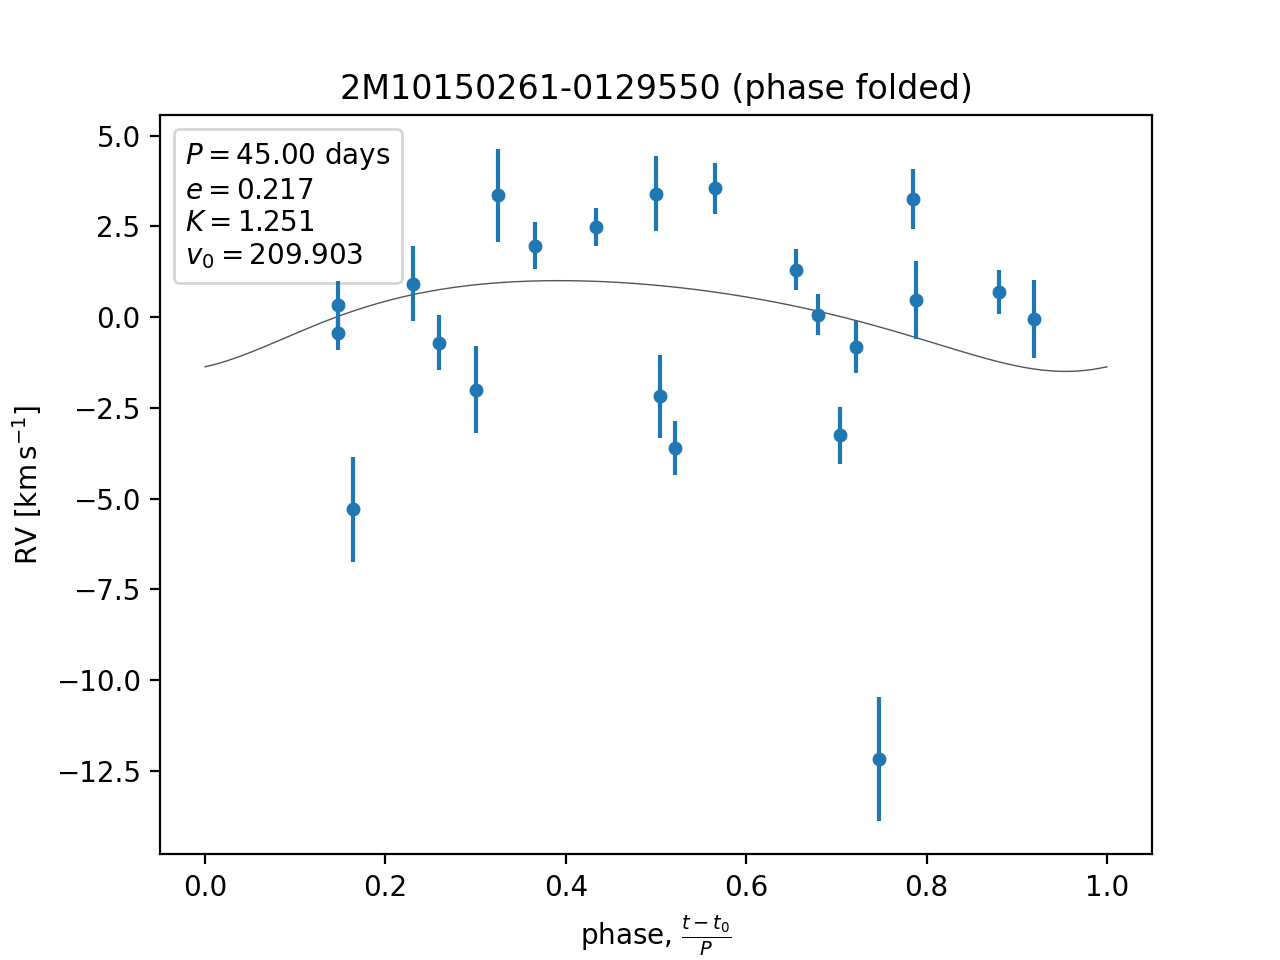 2M10150261-0129550 (phase folded)
P = 45.00 days
e = 0.217
K = 1.251
v₀ = 209.903
5.0
2.5
0.0
−2.5
−5.0
−7.5
−10.0
−12.5
RV [km s⁻¹]
0.0 0.2 0.4 0.6 0.8 1.0
phase, (t − t₀)/P